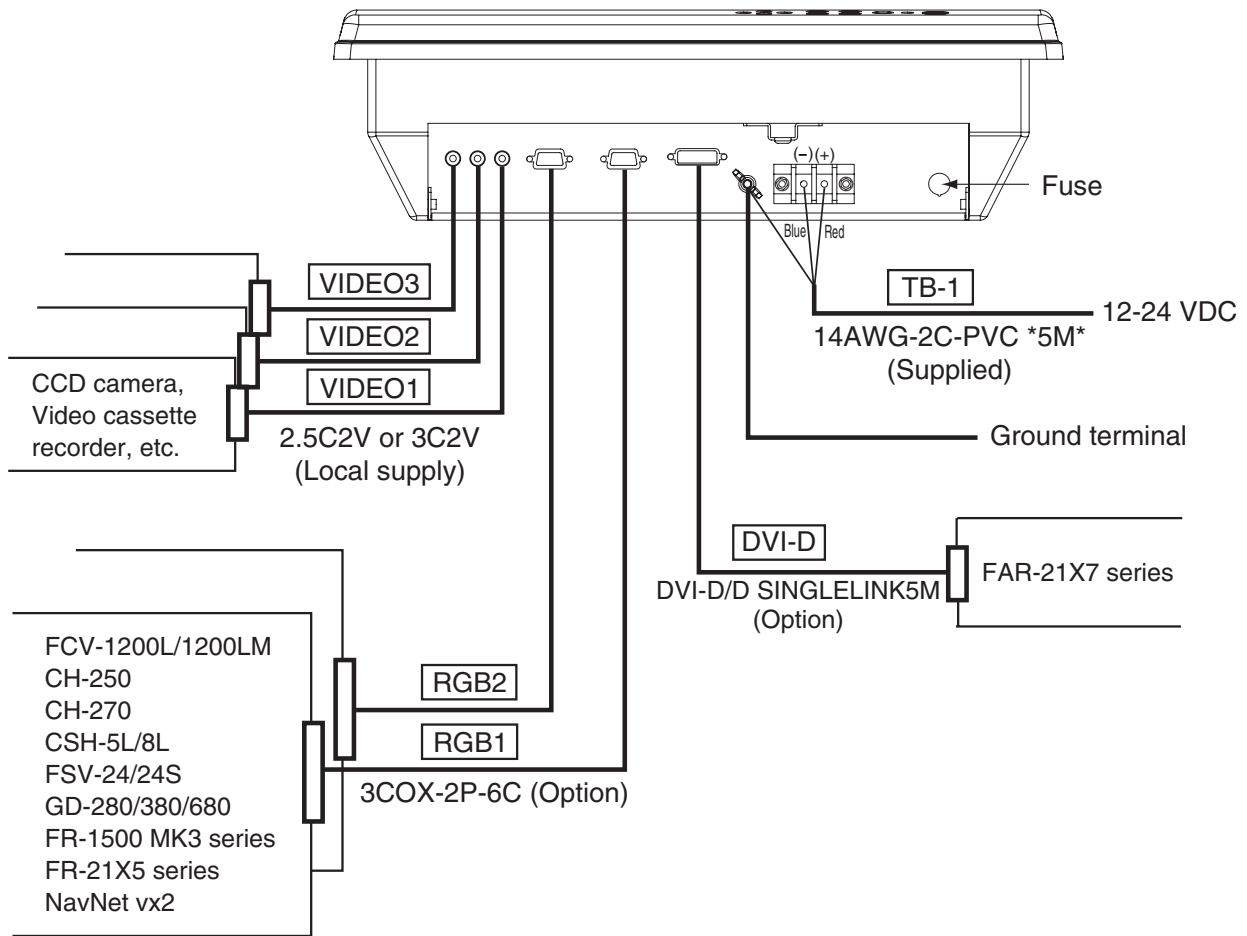 (–) (+)
Fuse
Blue
Red
VIDEO3
TB-1
12-24 VDC
VIDEO2
14AWG-2C-PVC *5M*
(Supplied)
CCD camera,
Video cassette
recorder, etc.
VIDEO1
2.5C2V or 3C2V
(Local supply)
Ground terminal
DVI-D
FAR-21X7 series
DVI-D/D SINGLELINK5M
(Option)
FCV-1200L/1200LM
CH-250
CH-270
CSH-5L/8L
FSV-24/24S
GD-280/380/680
FR-1500 MK3 series
FR-21X5 series
NavNet vx2
RGB2
RGB1
3COX-2P-6C (Option)